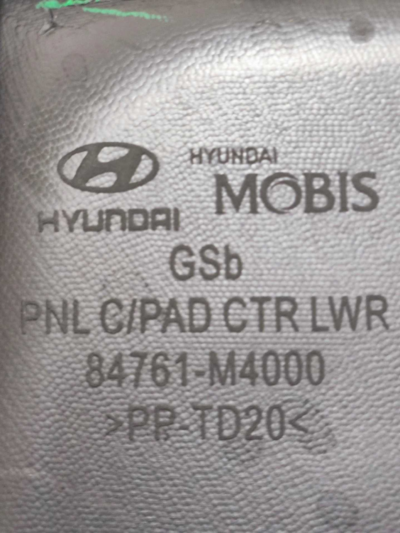 HYUNDAI
HYUNDAI
MOBIS
GSb
PNL C/PAD CTR LWR
84761-M4000
>PP-TD20<